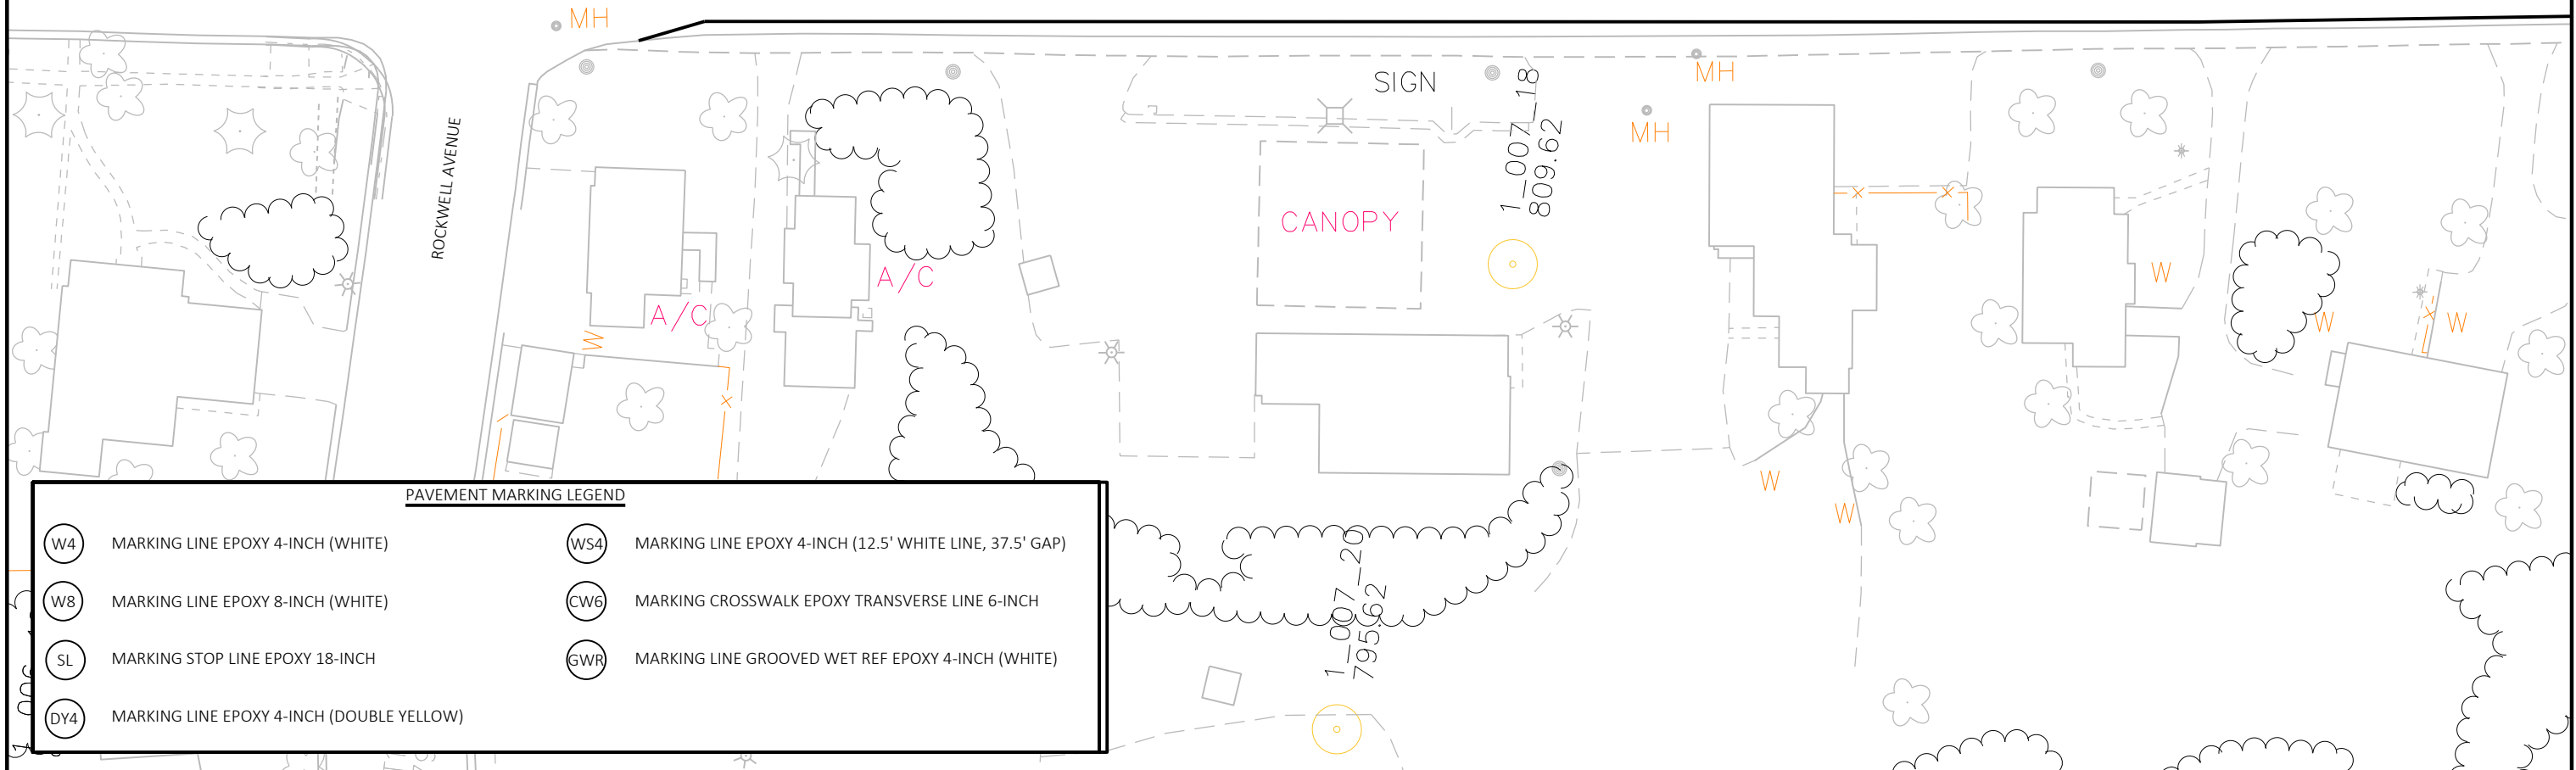 MH
SIGN
MH
MH
1_007_18
809.62
ROCKWELL AVENUE
CANOPY
A/C
A/C
W
W
W
W
W
W
1_007_20
795.62
PAVEMENT MARKING LEGEND
W4 MARKING LINE EPOXY 4-INCH (WHITE)
W8 MARKING LINE EPOXY 8-INCH (WHITE)
SL MARKING STOP LINE EPOXY 18-INCH
DY4 MARKING LINE EPOXY 4-INCH (DOUBLE YELLOW)
WS4 MARKING LINE EPOXY 4-INCH (12.5' WHITE LINE, 37.5' GAP)
CW6 MARKING CROSSWALK EPOXY TRANSVERSE LINE 6-INCH
GWR MARKING LINE GROOVED WET REF EPOXY 4-INCH (WHITE)